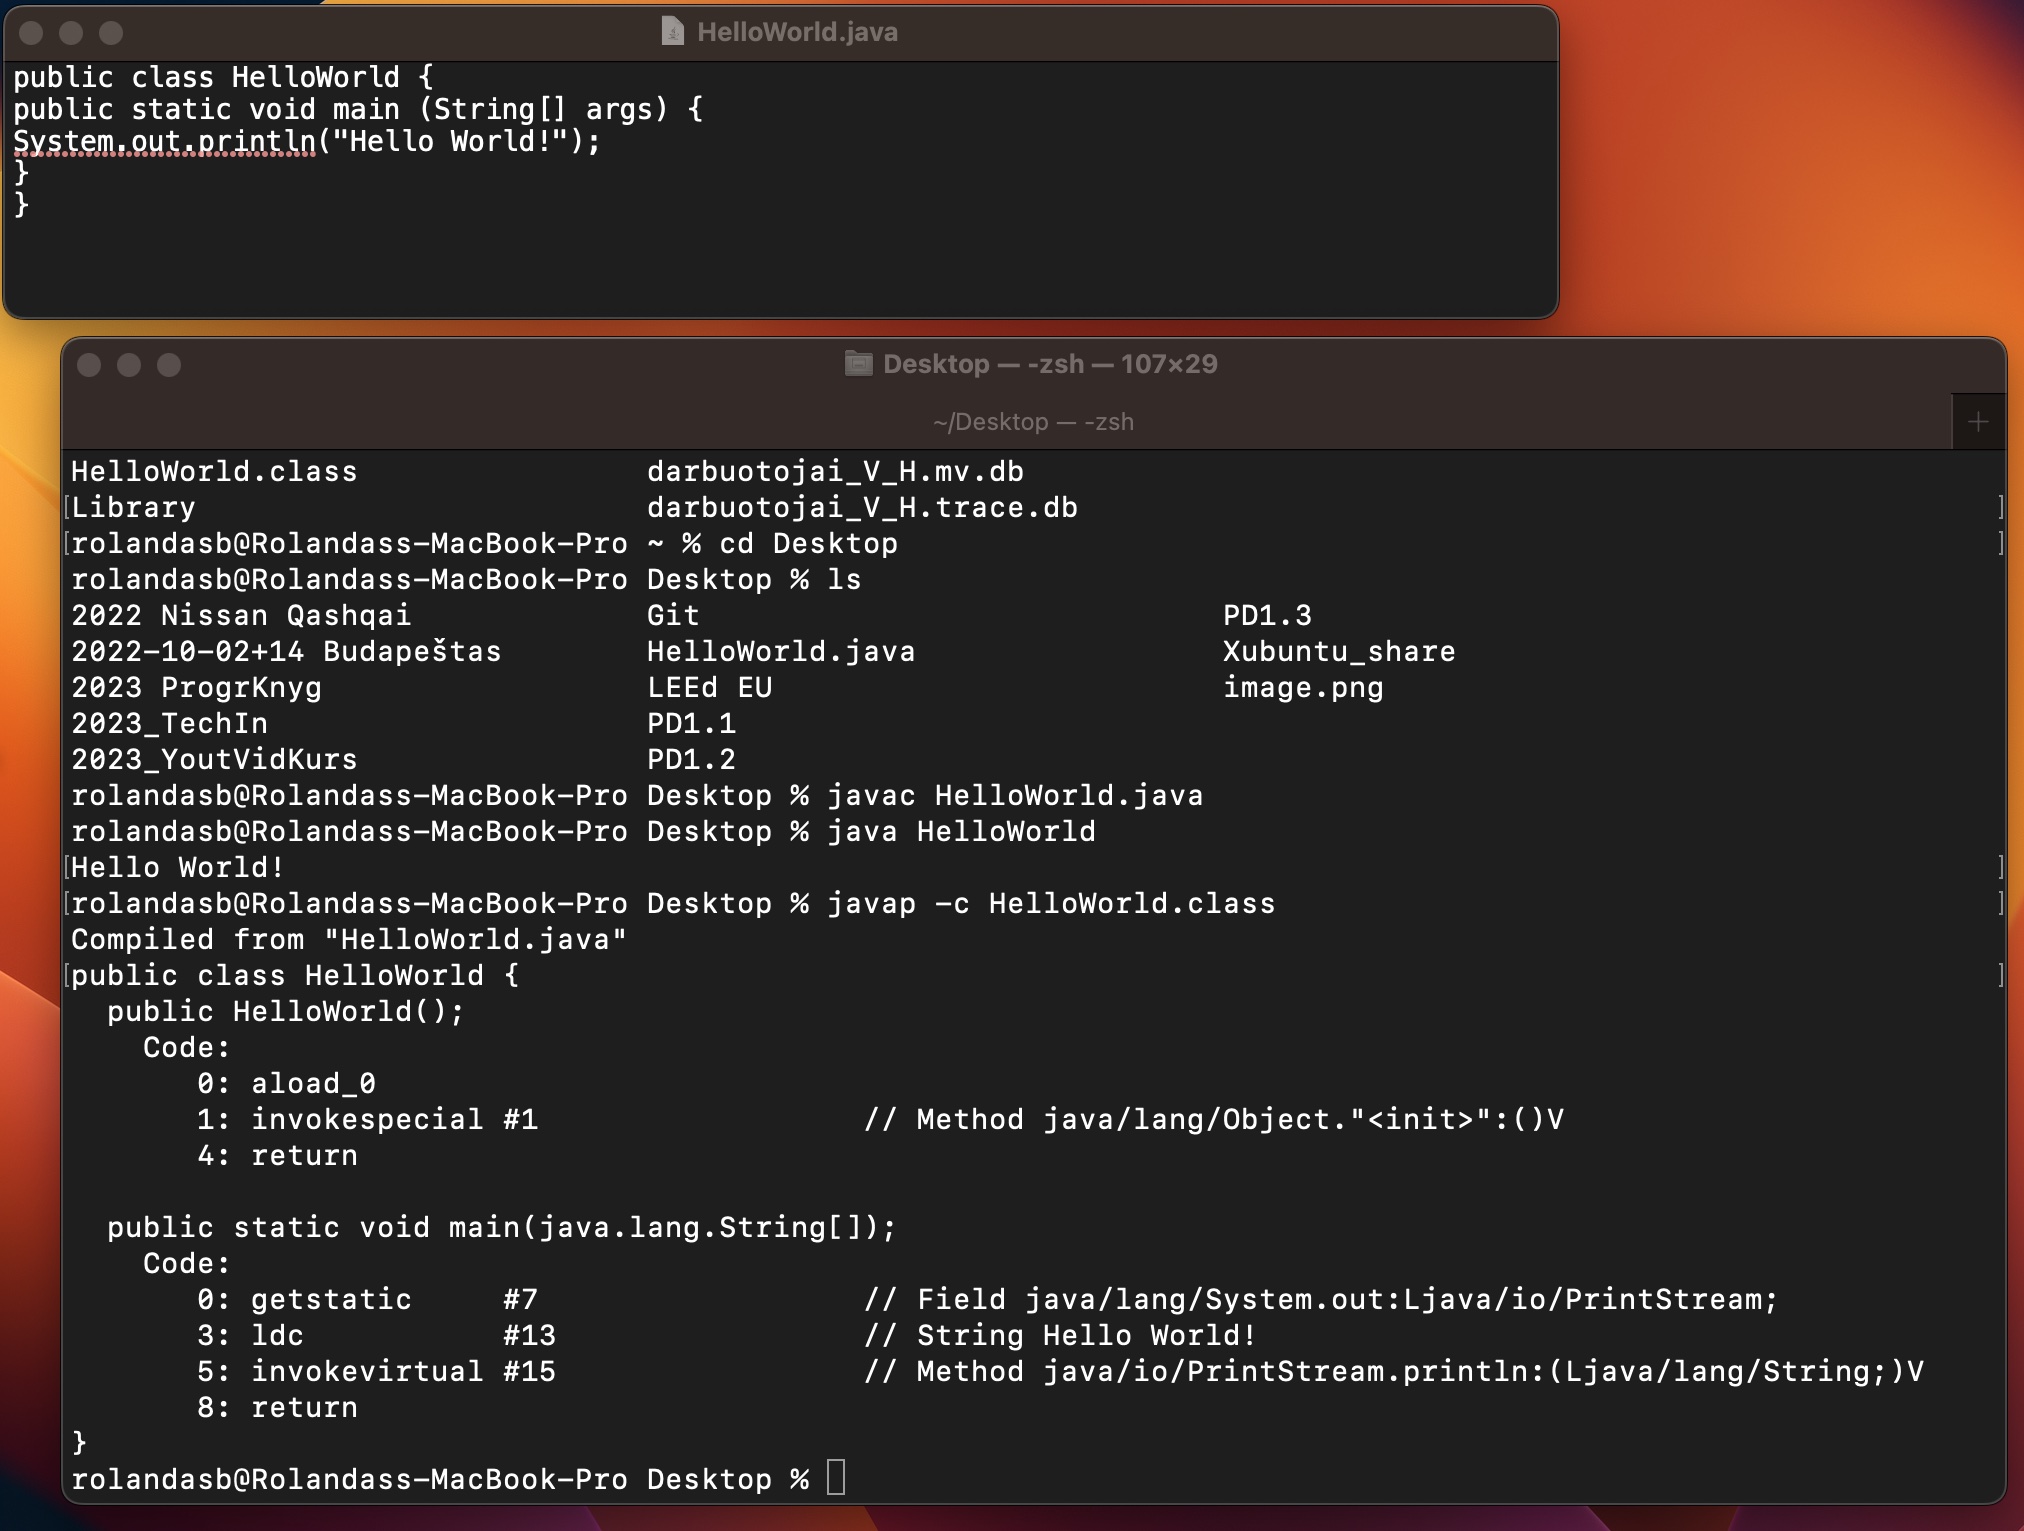 HelloWorld.java
public class HelloWorld {
public static void main (String[] args) {
System.out.println("Hello World!");
}
}
Desktop — -zsh — 107×29
~/Desktop — -zsh
HelloWorld.class                darbuotojai_V_H.mv.db
Library                         darbuotojai_V_H.trace.db
rolandasb@Rolandass-MacBook-Pro ~ % cd Desktop
rolandasb@Rolandass-MacBook-Pro Desktop % ls
2022 Nissan Qashqai             Git                             PD1.3
2022-10-02+14 Budapeštas        HelloWorld.java                 Xubuntu_share
2023 ProgrKnyg                  LEEd EU                         image.png
2023_TechIn                     PD1.1
2023_YoutVidKurs                PD1.2
rolandasb@Rolandass-MacBook-Pro Desktop % javac HelloWorld.java
rolandasb@Rolandass-MacBook-Pro Desktop % java HelloWorld
Hello World!
rolandasb@Rolandass-MacBook-Pro Desktop % javap -c HelloWorld.class
Compiled from "HelloWorld.java"
public class HelloWorld {
  public HelloWorld();
    Code:
       0: aload_0
       1: invokespecial #1                  // Method java/lang/Object."<init>":()V
       4: return

  public static void main(java.lang.String[]);
    Code:
       0: getstatic     #7                  // Field java/lang/System.out:Ljava/io/PrintStream;
       3: ldc           #13                 // String Hello World!
       5: invokevirtual #15                 // Method java/io/PrintStream.println:(Ljava/lang/String;)V
       8: return
}
rolandasb@Rolandass-MacBook-Pro Desktop %